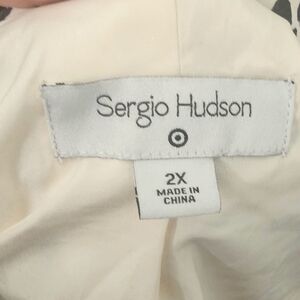 Sergio Hudson
2X
MADE IN
CHINA